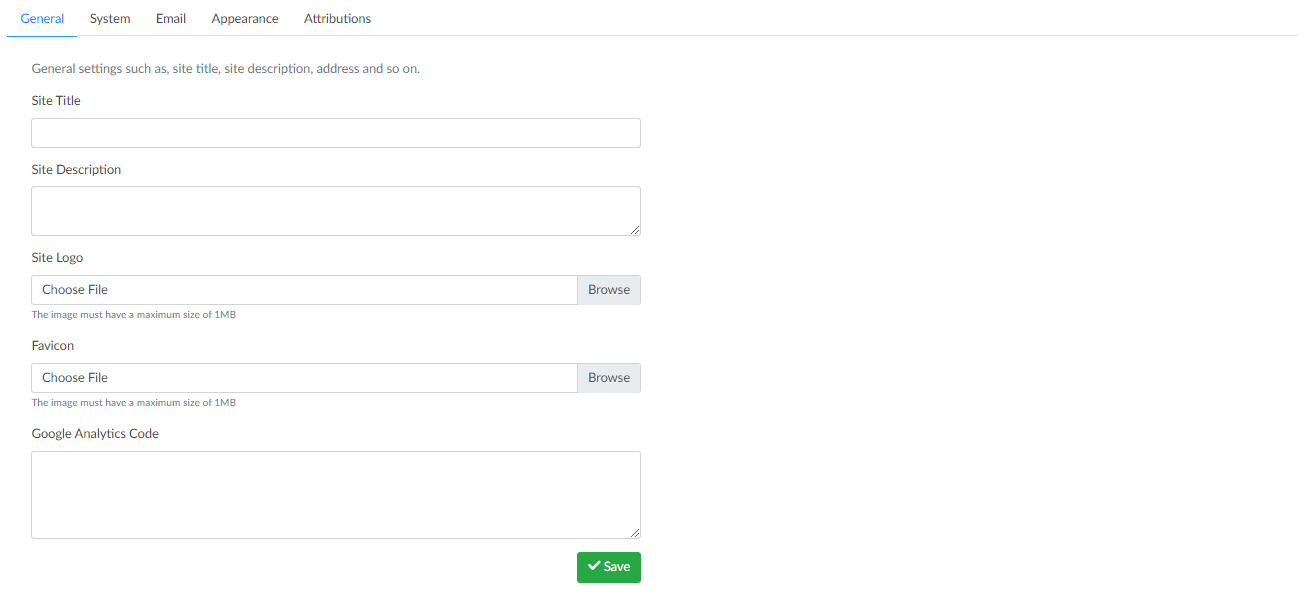 General System Email Appearance Attributions
General settings such as, site title, site description, address and so on.
Site Title
Site Description
Site Logo
Choose File Browse
The image must have a maximum size of 1MB
Favicon
Choose File Browse
The image must have a maximum size of 1MB
Google Analytics Code
Save